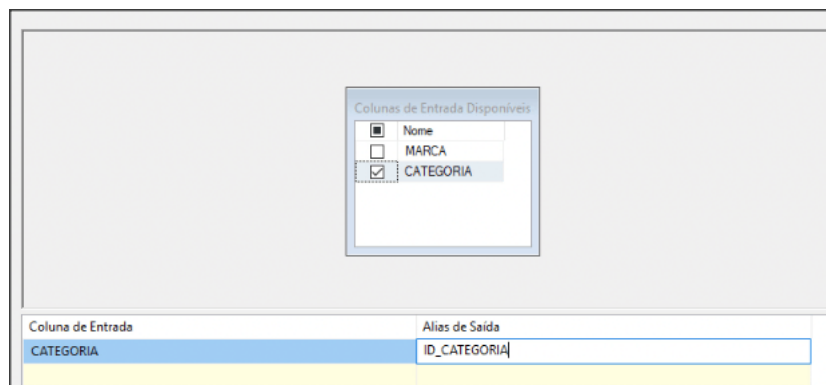 Colunas de Entrada Disponíveis
Nome
MARCA
CATEGORIA
Coluna de Entrada Alias de Saída
CATEGORIA ID_CATEGORIA